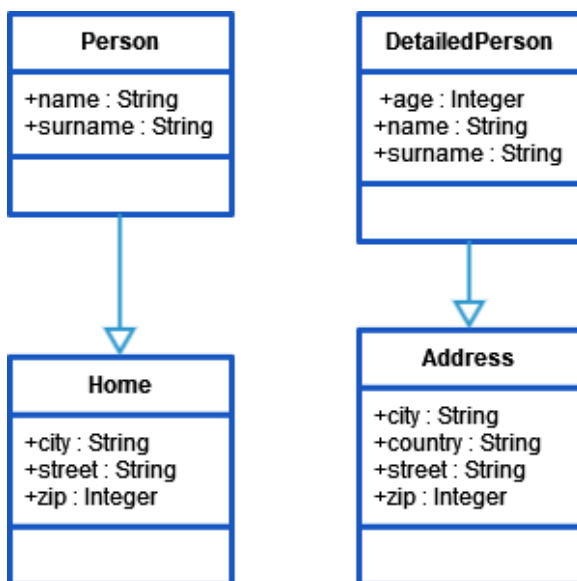 Person
+name : String
+surname : String
Home
+city : String
+street : String
+zip : Integer
DetailedPerson
+age : Integer
+name : String
+surname : String
Address
+city : String
+country : String
+street : String
+zip : Integer